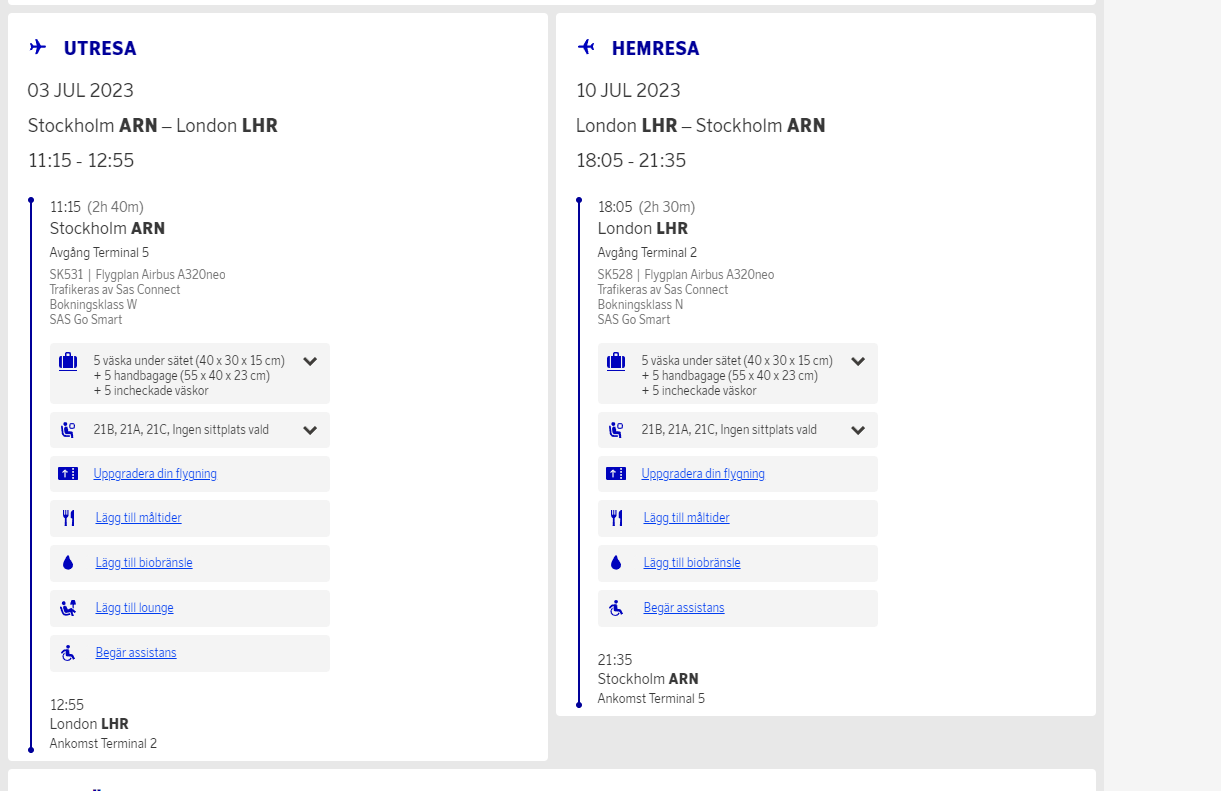 UTRESA
03 JUL 2023
Stockholm ARN – London LHR
11:15 - 12:55
11:15 (2h 40m)
Stockholm ARN
Avgång Terminal 5
SK531 | Flygplan Airbus A320neo
Trafikeras av Sas Connect
Bokningsklass W
SAS Go Smart
5 väska under sätet (40 x 30 x 15 cm)
+ 5 handbagage (55 x 40 x 23 cm)
+ 5 incheckade väskor
21B, 21A, 21C, Ingen sittplats vald
Uppgradera din flygning
Lägg till måltider
Lägg till biobränsle
Lägg till lounge
Begär assistans
12:55
London LHR
Ankomst Terminal 2
HEMRESA
10 JUL 2023
London LHR – Stockholm ARN
18:05 - 21:35
18:05 (2h 30m)
London LHR
Avgång Terminal 2
SK528 | Flygplan Airbus A320neo
Trafikeras av Sas Connect
Bokningsklass N
SAS Go Smart
5 väska under sätet (40 x 30 x 15 cm)
+ 5 handbagage (55 x 40 x 23 cm)
+ 5 incheckade väskor
21B, 21A, 21C, Ingen sittplats vald
Uppgradera din flygning
Lägg till måltider
Lägg till biobränsle
Begär assistans
21:35
Stockholm ARN
Ankomst Terminal 5